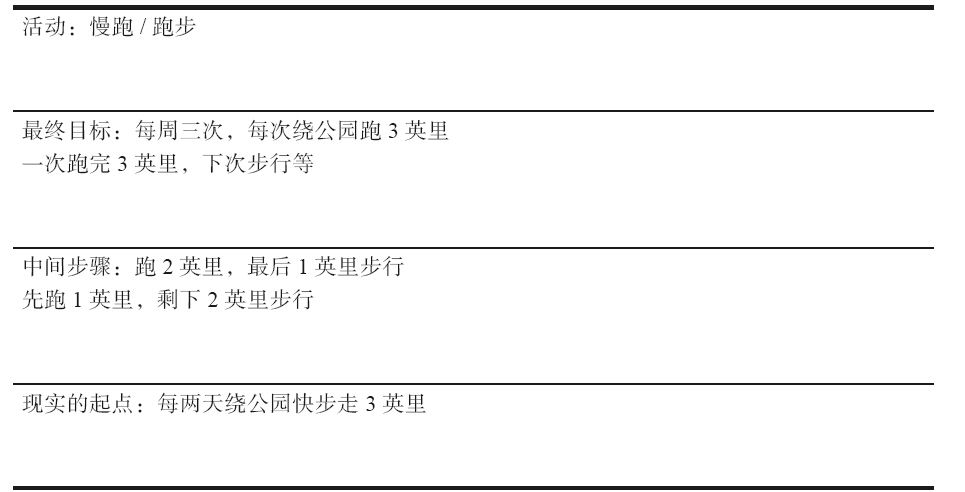 活动：慢跑 / 跑步
最终目标：每周三次，每次绕公园跑 3 英里
一次跑完 3 英里，下次步行等
中间步骤：跑 2 英里，最后 1 英里步行
先跑 1 英里，剩下 2 英里步行
现实的起点：每两天绕公园快步走 3 英里